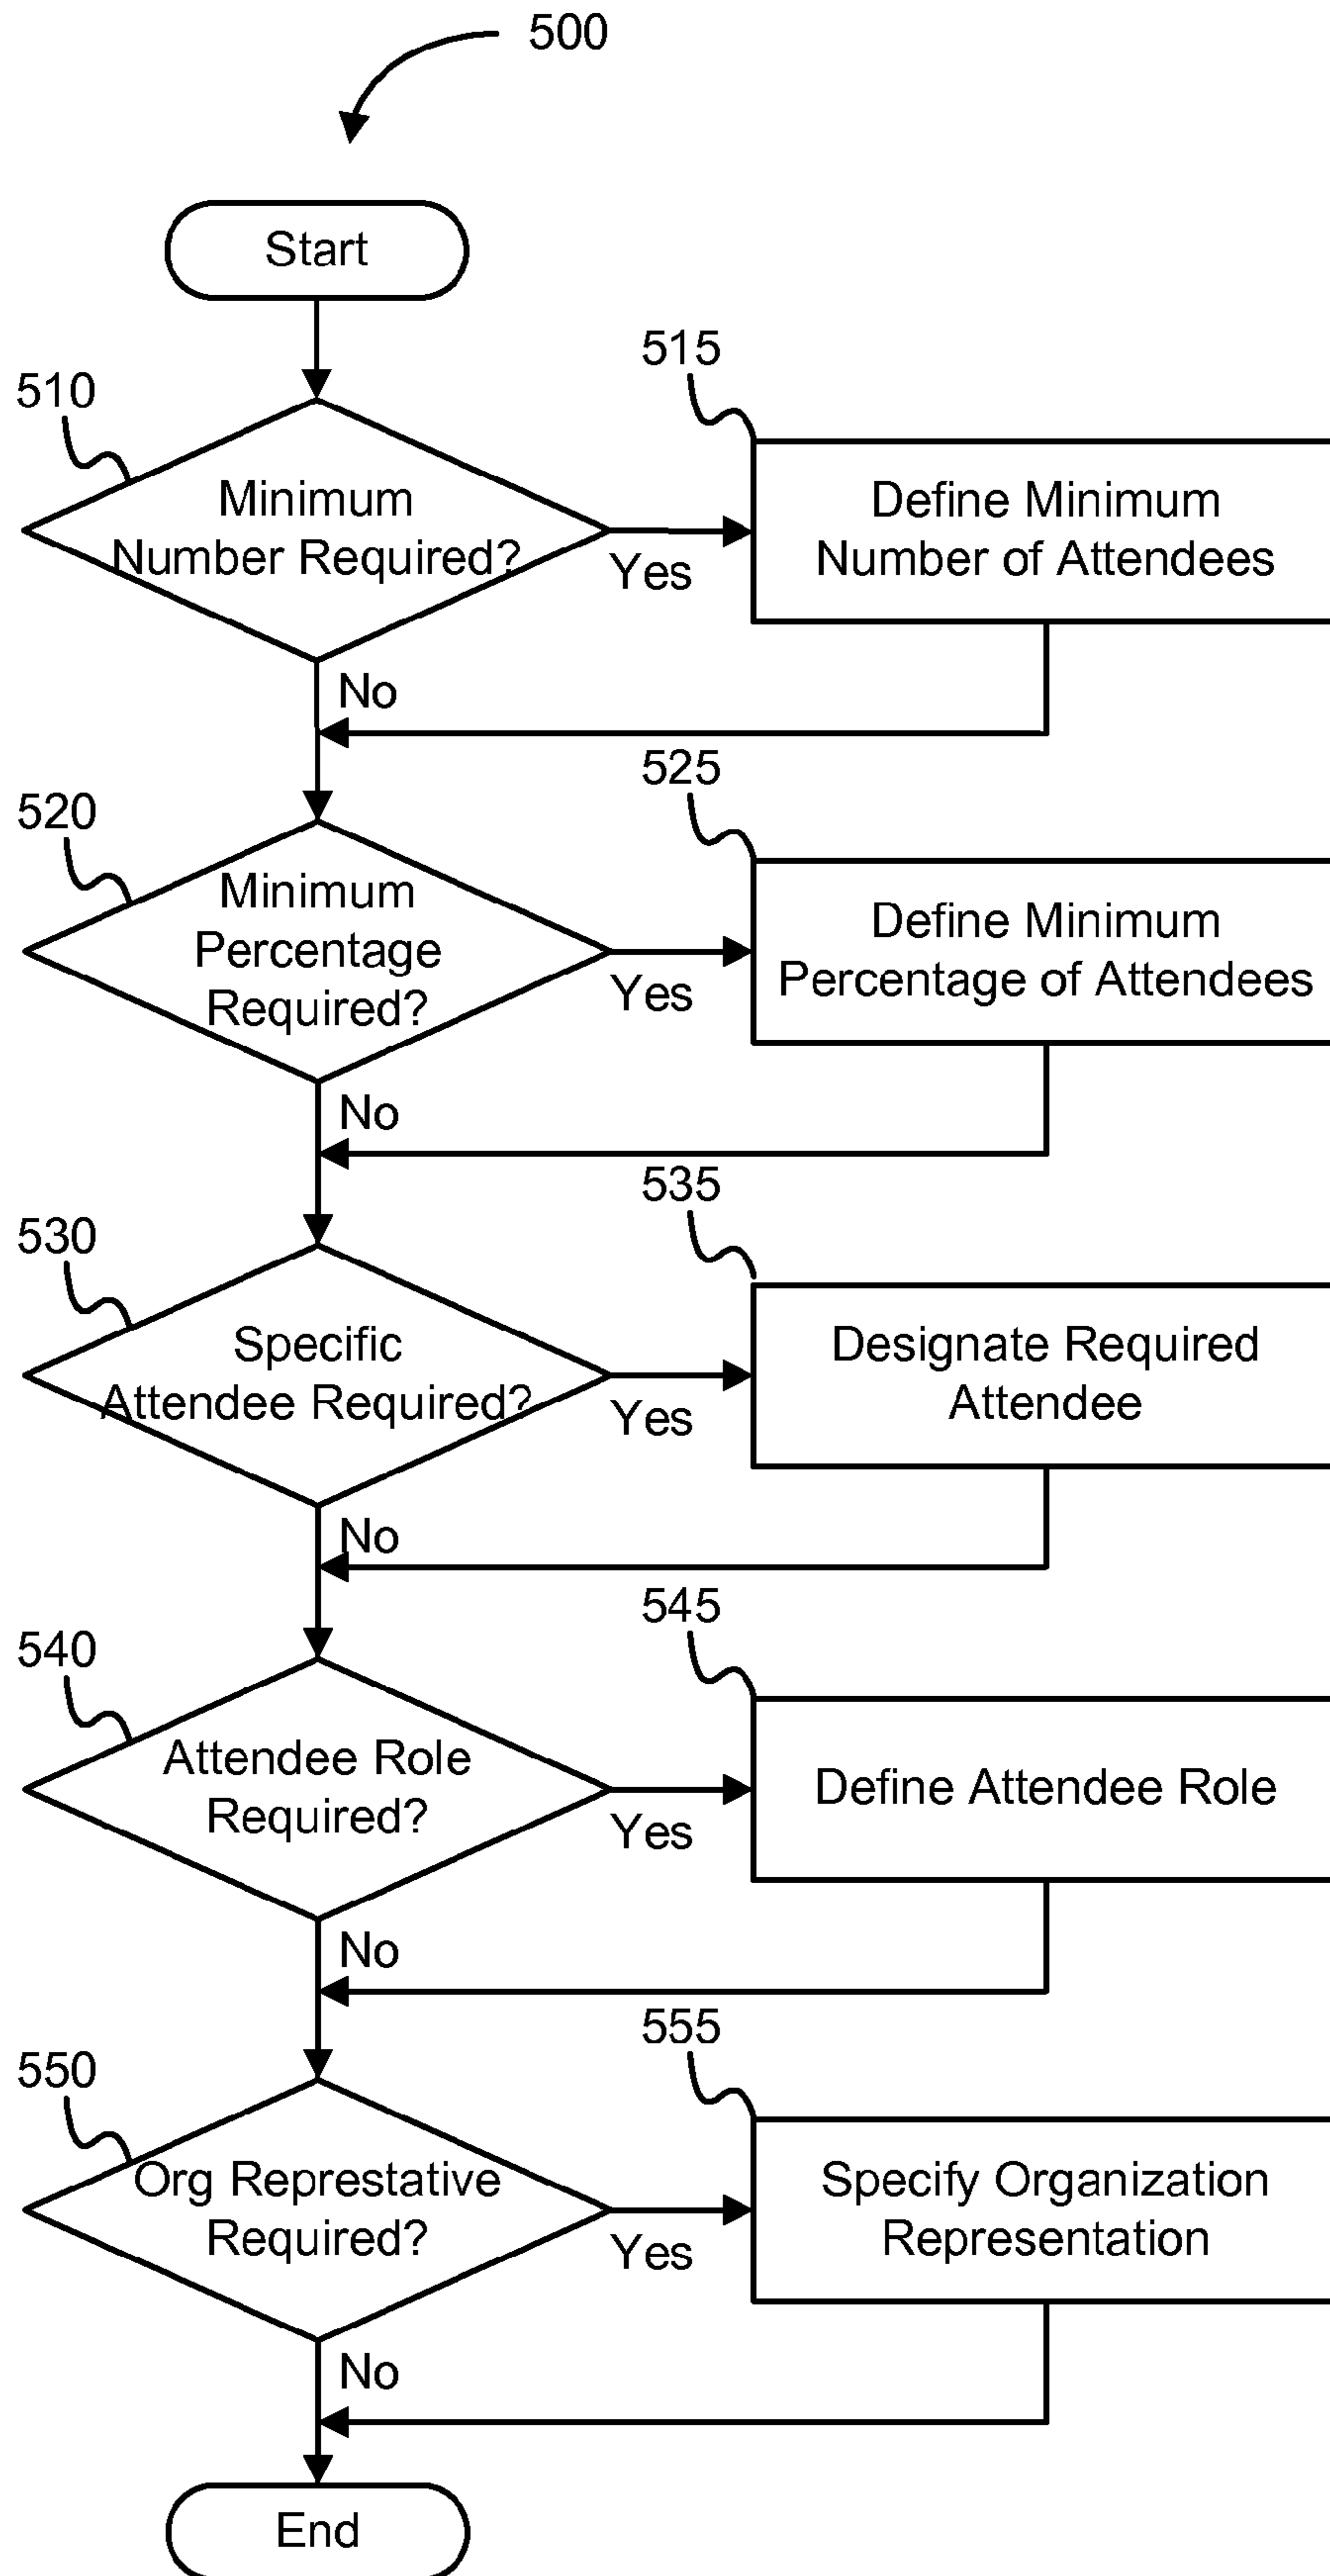 500
Start
515
510
Minimum
Number Required?
Yes
Define Minimum
Number of Attendees
No
525
520
Minimum
Percentage
Required?
Yes
Define Minimum
Percentage of Attendees
No
535
530
Specific
Attendee Required?
Yes
Designate Required
Attendee
No
545
540
Attendee Role
Required?
Yes
Define Attendee Role
No
555
550
Org Represtative
Required?
Yes
Specify Organization
Representation
No
End